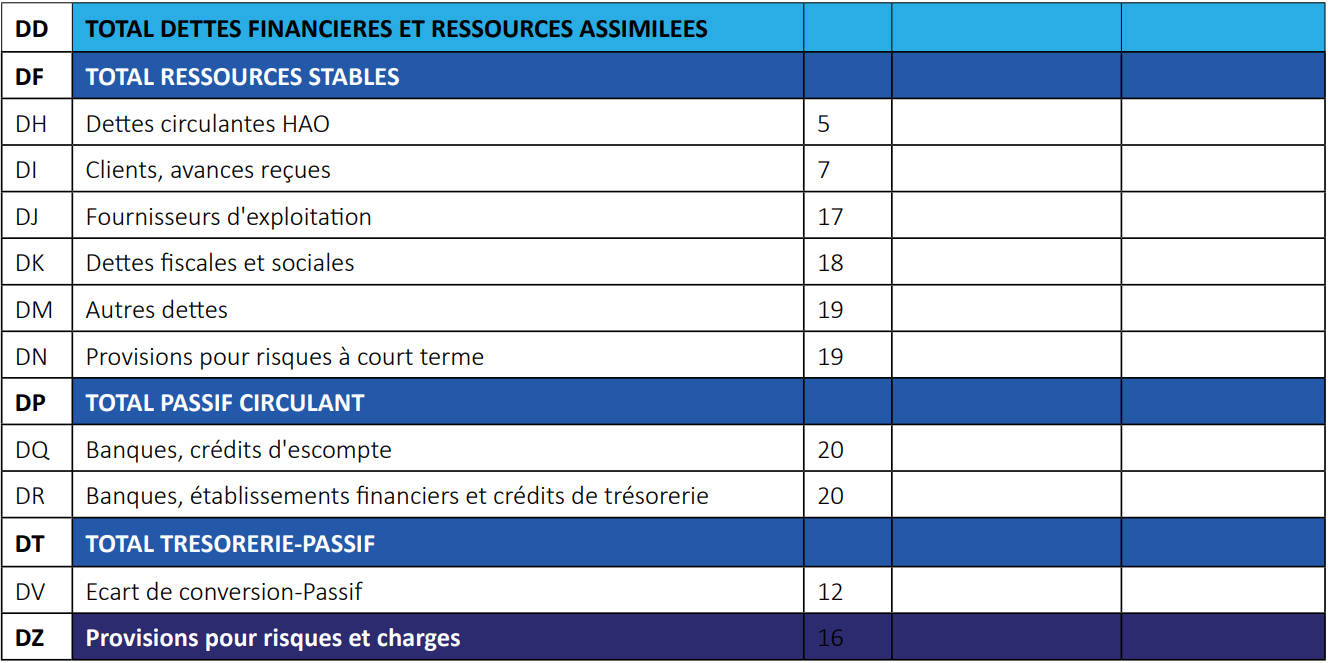 DD TOTAL DETTES FINANCIERES ET RESSOURCES ASSIMILEES
DF TOTAL RESSOURCES STABLES
DH Dettes circulantes HAO 5
DI Clients, avances reçues 7
DJ Fournisseurs d'exploitation 17
DK Dettes fiscales et sociales 18
DM Autres dettes 19
DN Provisions pour risques à court terme 19
DP TOTAL PASSIF CIRCULANT
DQ Banques, crédits d'escompte 20
DR Banques, établissements financiers et crédits de trésorerie 20
DT TOTAL TRESORERIE-PASSIF
DV Ecart de conversion-Passif 12
DZ Provisions pour risques et charges 16